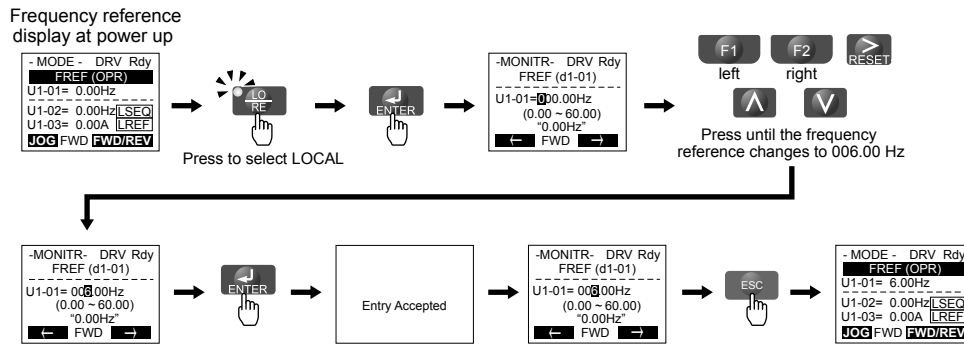 Frequency reference
display at power up
- MODE - DRV Rdy
FREF (OPR)
U1-01= 0.00Hz
U1-02= 0.00Hz LSEQ
U1-03= 0.00A LREF
JOG FWD FWD/REV
LO
RE
Press to select LOCAL
ENTER
-MONITR- DRV Rdy
FREF (d1-01)
U1-01=000.00Hz
(0.00 ~ 60.00)
“0.00Hz”
← FWD →
F1
F2
RESET
left
right
Press until the frequency
reference changes to 006.00 Hz
-MONITR- DRV Rdy
FREF (d1-01)
U1-01= 006.00Hz
(0.00 ~ 60.00)
“0.00Hz”
← FWD →
ENTER
Entry Accepted
-MONITR- DRV Rdy
FREF (d1-01)
U1-01= 006.00Hz
(0.00 ~ 60.00)
“0.00Hz”
← FWD →
ESC
- MODE - DRV Rdy
FREF (OPR)
U1-01= 6.00Hz
U1-02= 0.00Hz LSEQ
U1-03= 0.00A LREF
JOG FWD FWD/REV